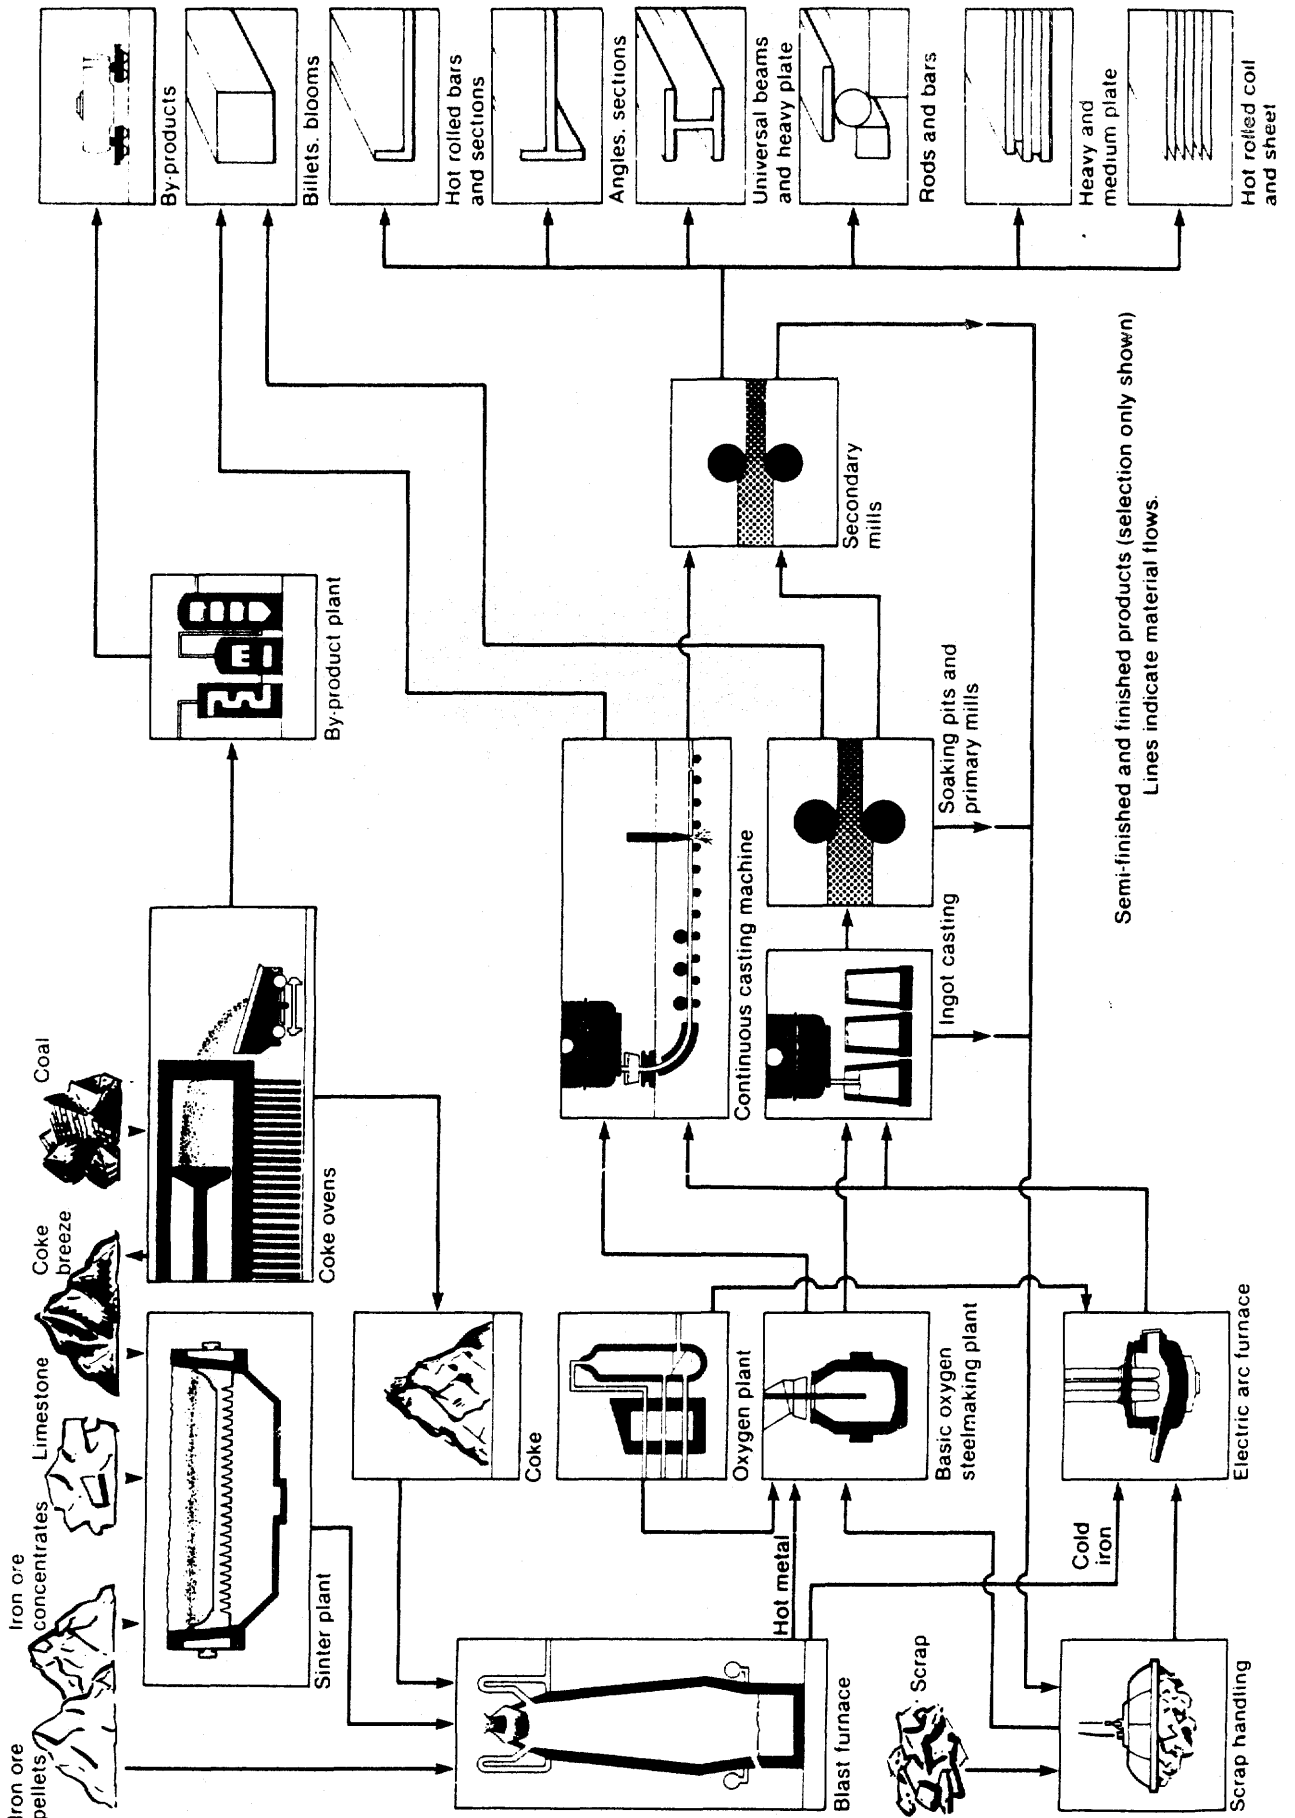 Iron ore
pellets
Iron ore
concentrates
Limestone
Coke
breeze
Coal
Sinter plant
Coke ovens
By-product plant
By-products
Billets. blooms
Hot rolled bars
and sections
Angles. sections
Universal beams
and heavy plate
Rods and bars
Heavy and
medium plate
Hot rolled coil
and sheet
Coke
Blast furnace
Hot metal
Oxygen plant
Basic oxygen
steelmaking plant
Continuous casting machine
Ingot casting
Soaking pits and
primary mills
Secondary
mills
Scrap
Scrap handling
Cold
iron
Electric arc furnace
Semi-finished and finished products (selection only shown)
Lines indicate material flows.